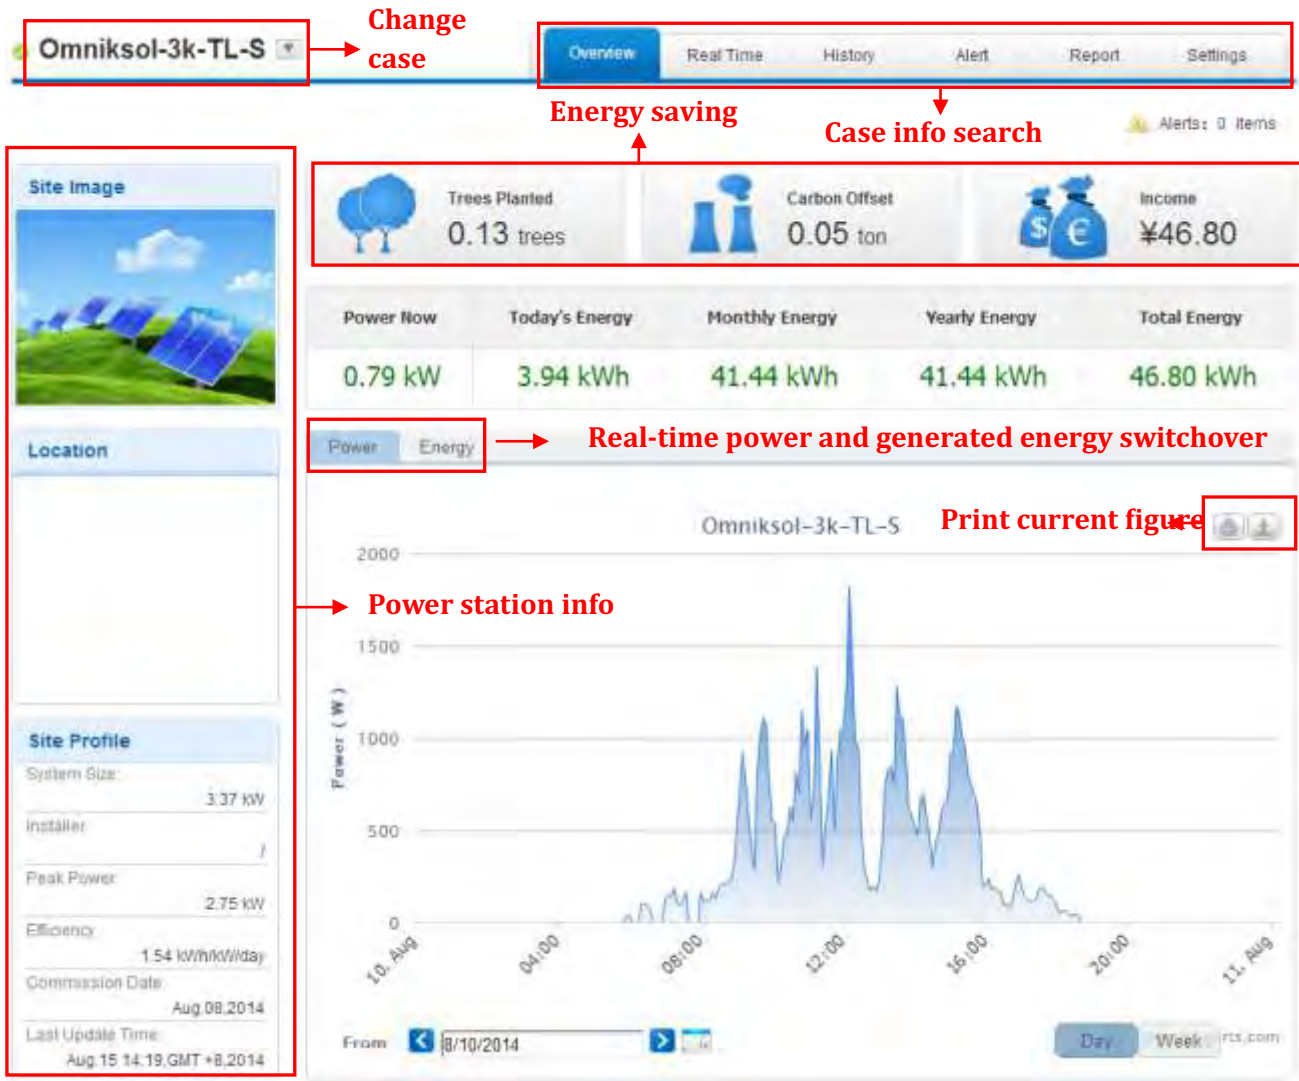 Change
case
Omniksol-3k-TL-S
Overview Real Time History Alert Report Settings
Energy saving
Case info search
Alerts: 0 Items
Site Image
Trees Planted
0.13 trees
Carbon Offset
0.05 ton
Income
¥46.80
Power Now Today's Energy Monthly Energy Yearly Energy Total Energy
0.79 kW 3.94 kWh 41.44 kWh 41.44 kWh 46.80 kWh
Location
Power Energy
Real-time power and generated energy switchover
Omniksol-3k-TL-S
Print current figure
Power station info
Power ( W )
2000
1500
1000
500
0
10. Aug 04:00 08:00 12:00 16:00 20:00 11. Aug
Site Profile
System Size:
3.37 kW
Installer:
/
Peak Power:
2.75 kW
Efficiency:
1.54 kWh/kW/day
Commission Date:
Aug.08,2014
Last Update Time:
Aug.15 14:19,GMT +8,2014
From 8/10/2014
Day Week rts.com